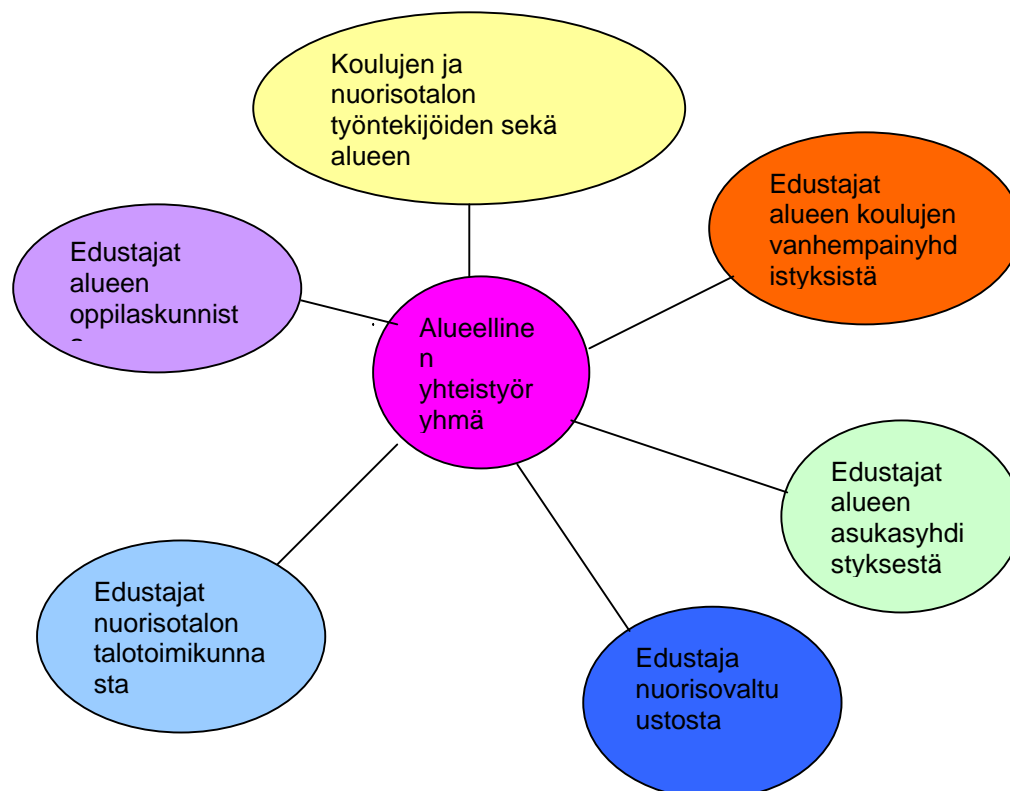 Koulujen ja
nuorisotalon
työntekijöiden sekä
alueen
Edustajat
alueen koulujen
vanhempainyhd
istyksistä
Edustajat
alueen
oppilaskunnist
Alueelline
n
yhteistyör
yhmä
Edustajat
alueen
asukasyhdi
styksestä
Edustajat
nuorisotalon
talotoimikunna
sta
Edustaja
nuorisovaltu
ustosta